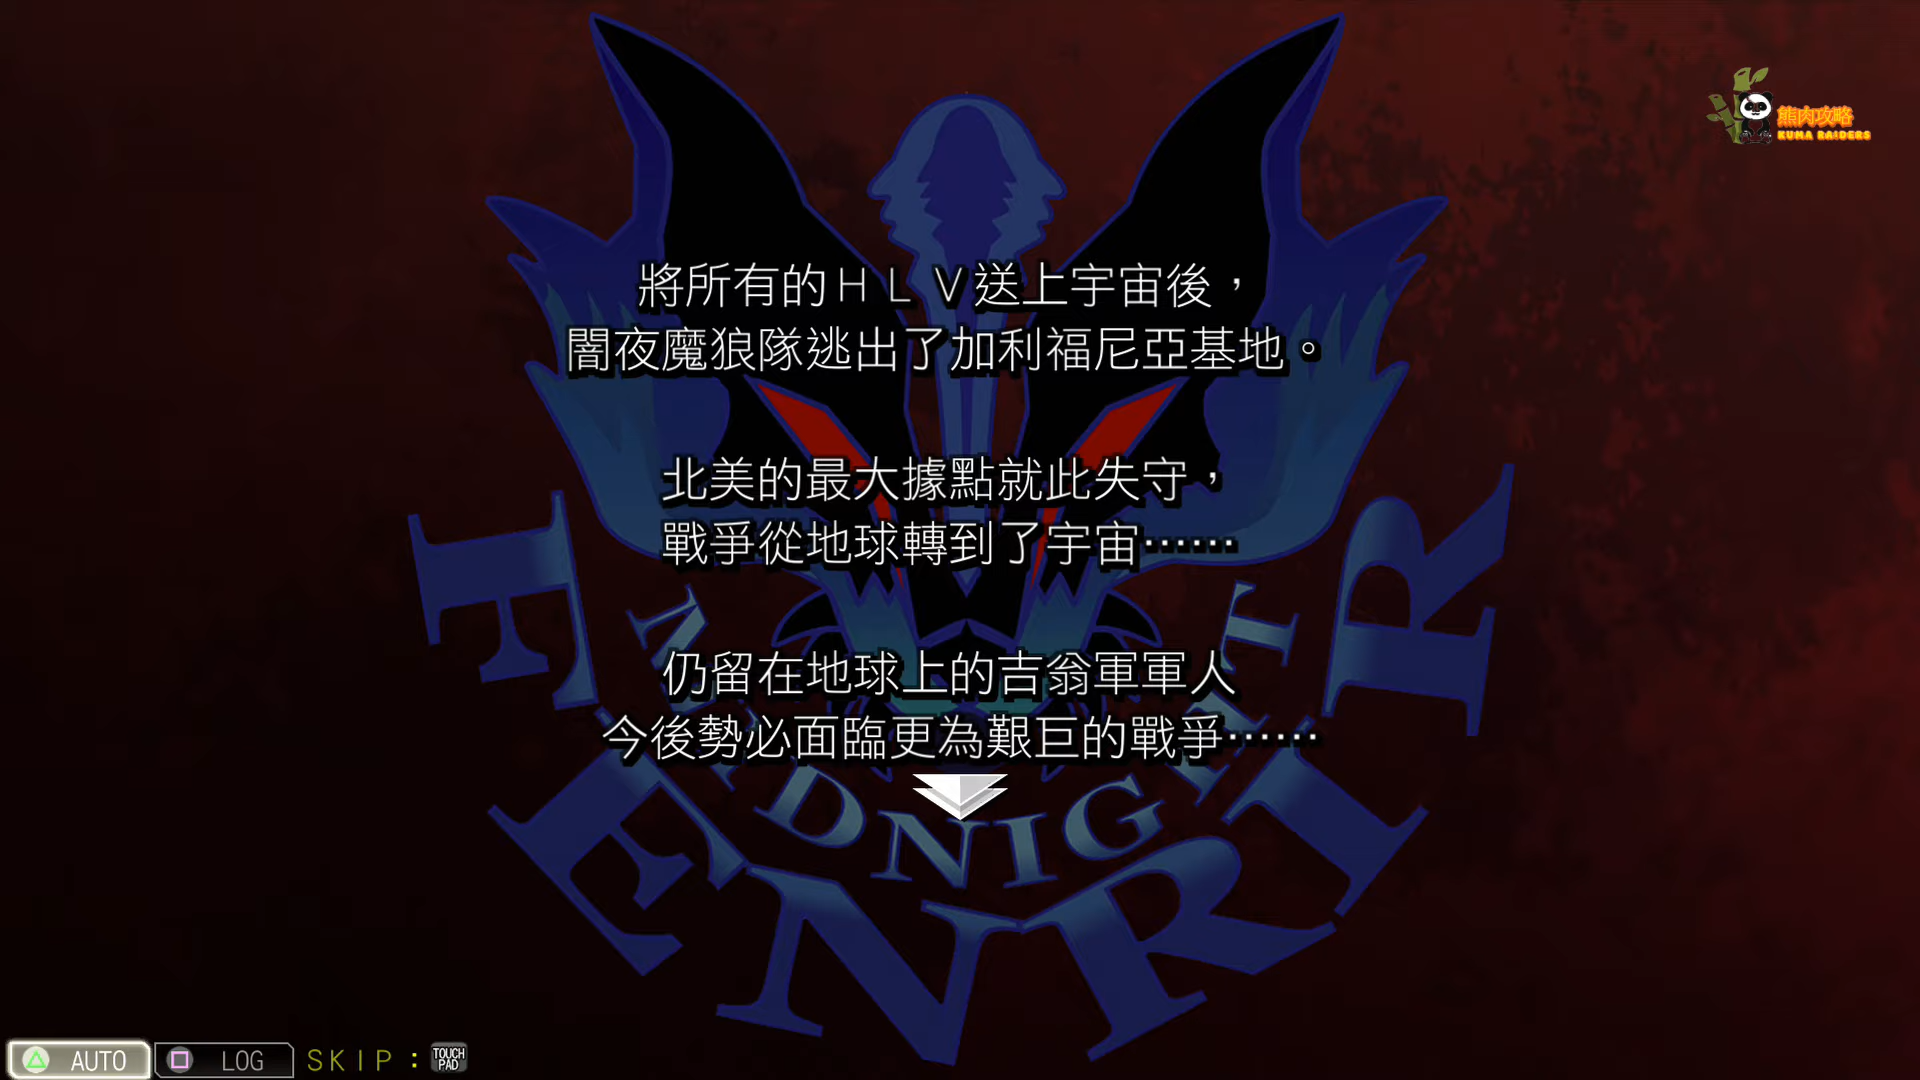 熊肉攻略
KUMA RAIDERS
將所有的ＨＬＶ送上宇宙後，
闇夜魔狼隊逃出了加利福尼亞基地。
北美的最大據點就此失守，
戰爭從地球轉到了宇宙……
仍留在地球上的吉翁軍軍人
今後勢必面臨更為艱巨的戰爭……
MIDNIGHT
FENRIR
AUTO
LOG
SKIP：
TOUCH PAD